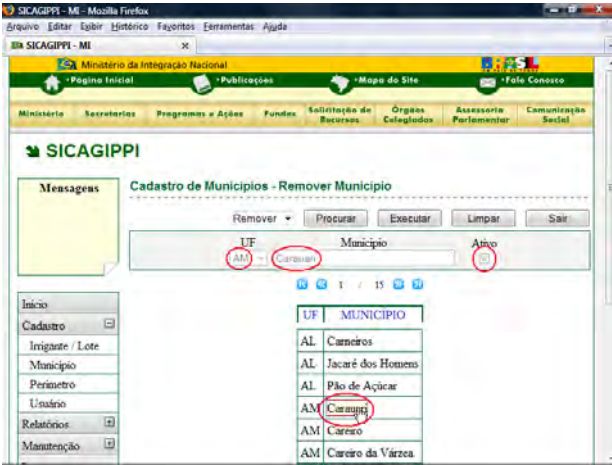 SICAGIPPI - MI - Mozilla Firefox
Arquivo Editar Exibir Histórico Favoritos Ferramentas Ajuda
SICAGIPPI - MI ×
Ministério da Integração Nacional
Página Inicial Publicações Mapa do Site Fale Conosco
Ministério Secretarias Programas e Ações Fundos Solicitação de Recursos Órgãos Colegiados Assessoria Parlamentar Comunicação Social
SICAGIPPI
Mensagens
Cadastro de Municípios - Remover Município
Remover Procurar Executar Limpar Sair
UF Município Ativo
AM Carauari
1 / 15
Início
Cadastro
Irrigante / Lote
Município
Perímetro
Usuário
Relatórios
Manutenção
UF MUNICÍPIO
AL Carneiros
AL Jacaré dos Homens
AL Pão de Açúcar
AM Carauari
AM Careiro
AM Careiro da Várzea